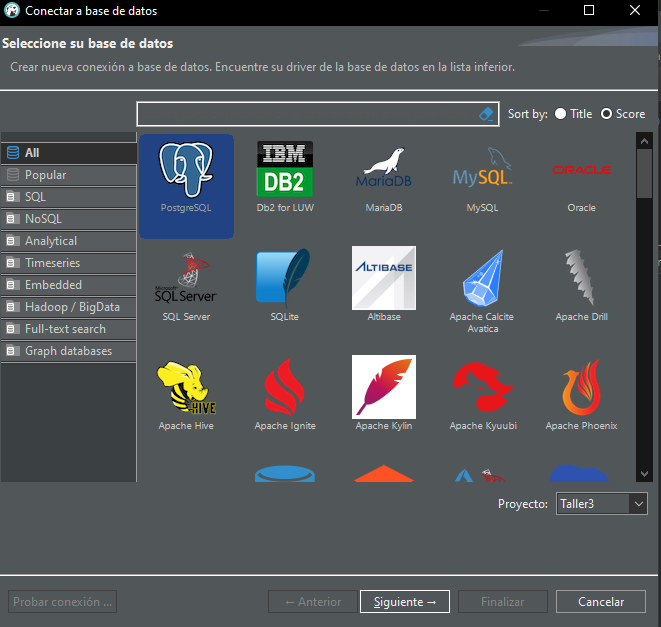 Conectar a base de datos
Seleccione su base de datos
Crear nueva conexión a base de datos. Encuentre su driver de la base de datos en la lista inferior.
Sort by: Title Score
All
Popular
SQL
NoSQL
Analytical
Timeseries
Embedded
Hadoop / BigData
Full-text search
Graph databases
IBM
DB2
MariaDB
MySQL
ORACLE
PostgreSQL
Db2 for LUW
MariaDB
MySQL
Oracle
Microsoft
SQL Server
ALTIBASE
SQL Server
SQLite
Altibase
Apache Calcite
Avatica
Apache Drill
HIVE
Apache Hive
Apache Ignite
Apache Kylin
Apache Kyuubi
Apache Phoenix
Proyecto: Taller3
Probar conexión ...
← Anterior
Siguiente →
Finalizar
Cancelar